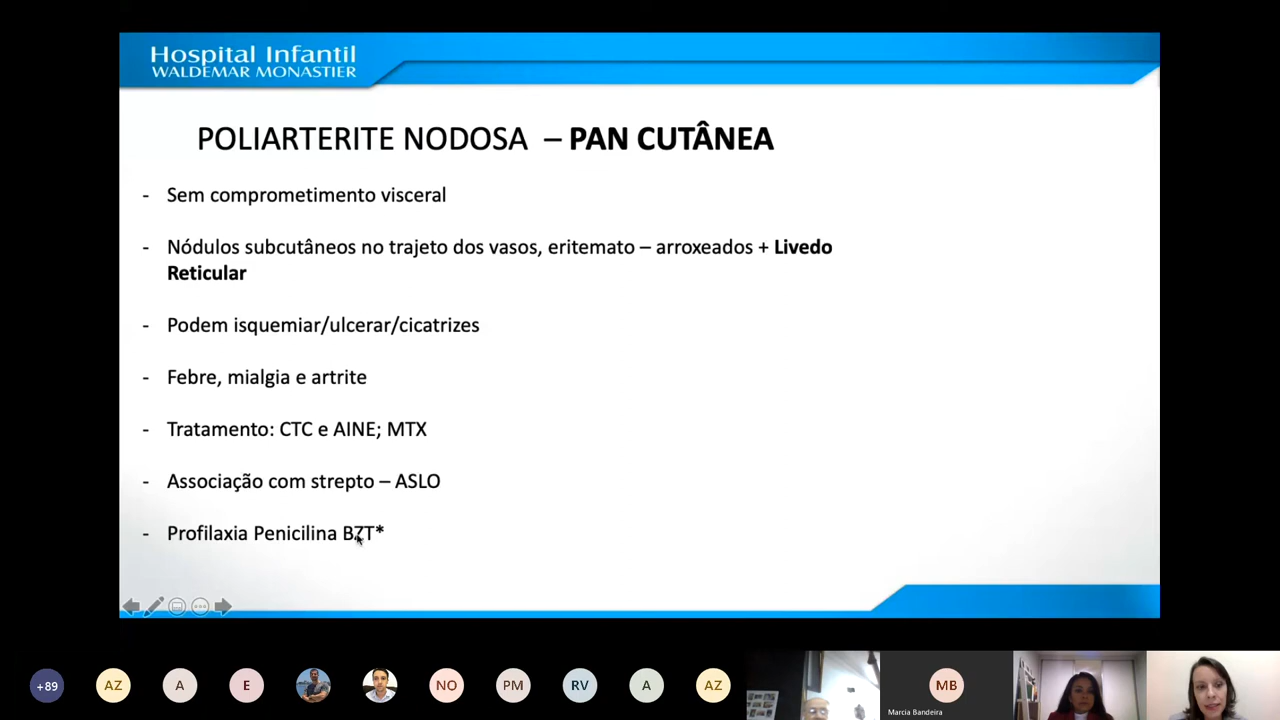 Hospital Infantil
WALDEMAR MONASTIER
POLIARTERITE NODOSA – PAN CUTÂNEA
- Sem comprometimento visceral
- Nódulos subcutâneos no trajeto dos vasos, eritemato – arroxeados + Livedo
Reticular
- Podem isquemiar/ulcerar/cicatrizes
- Febre, mialgia e artrite
- Tratamento: CTC e AINE; MTX
- Associação com strepto – ASLO
- Profilaxia Penicilina BZT*
+89 AZ A E NO PM RV A AZ MB
Marcia Bandeira